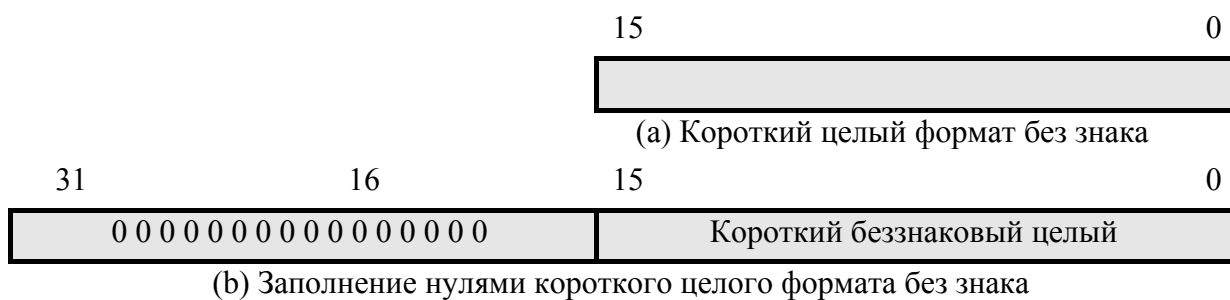 15 0
(a) Короткий целый формат без знака
31 16 15 0
0 0 0 0 0 0 0 0 0 0 0 0 0 0 0 0 Короткий беззнаковый целый
(b) Заполнение нулями короткого целого формата без знака